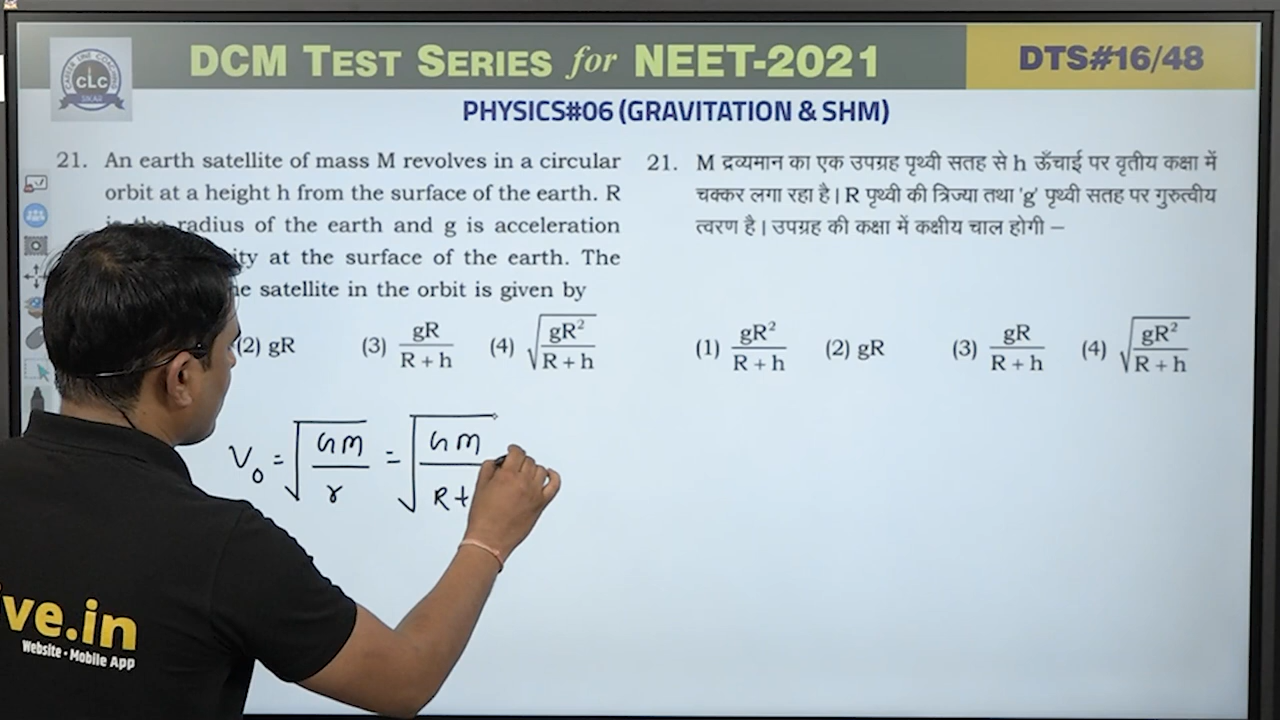 DCM TEST SERIES for NEET-2021
DTS#16/48
CLC
SIKAR
PHYSICS#06 (GRAVITATION & SHM)
21. An earth satellite of mass M revolves in a circular
orbit at a height h from the surface of the earth. R
radius of the earth and g is acceleration
at the surface of the earth. The
satellite in the orbit is given by
(2) gR (3) gR / R + h (4) √(gR² / R + h)
21. M द्रव्यमान का एक उपग्रह पृथ्वी सतह से h ऊँचाई पर वृतीय कक्षा में
चक्कर लगा रहा है। R पृथ्वी की त्रिज्या तथा 'g' पृथ्वी सतह पर गुरुत्वीय
त्वरण है। उपग्रह की कक्षा में कक्षीय चाल होगी –
(1) gR² / R + h (2) gR (3) gR / R + h (4) √(gR² / R + h)
V₀ = √(GM / r) = √(GM / R+
ve.in
Website • Mobile App